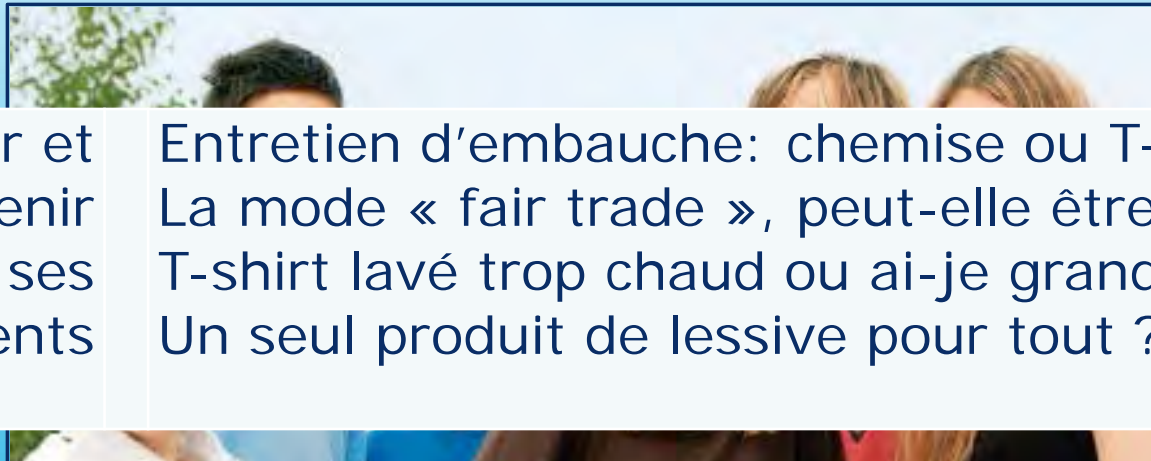 r et
enir
ses
ents
Entretien d'embauche: chemise ou T-
La mode « fair trade », peut-elle être
T-shirt lavé trop chaud ou ai-je grand
Un seul produit de lessive pour tout ?